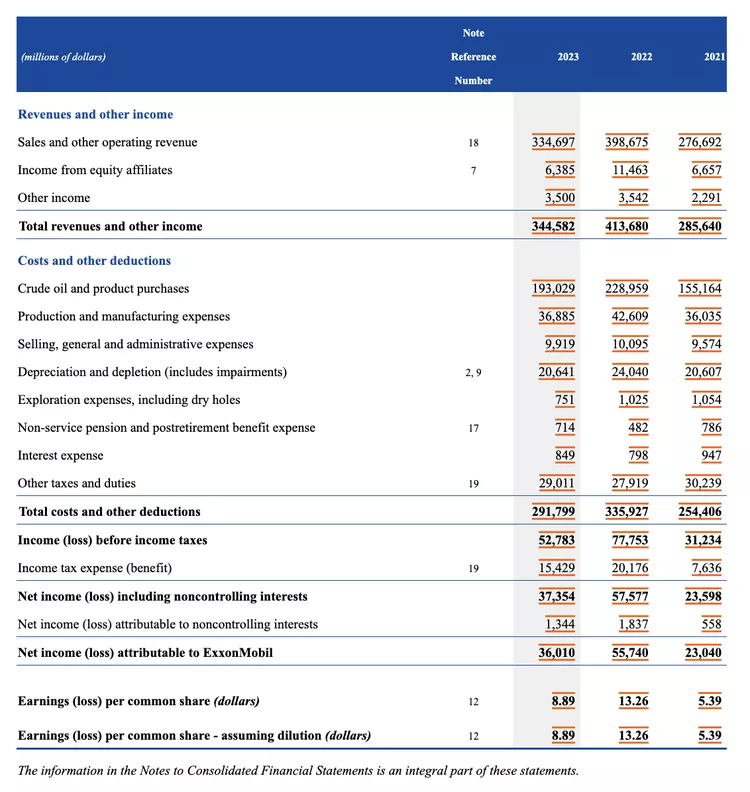 Note
(millions of dollars) Reference 2023 2022 2021
Number
Revenues and other income
Sales and other operating revenue 18 334,697 398,675 276,692
Income from equity affiliates 7 6,385 11,463 6,657
Other income 3,500 3,542 2,291
Total revenues and other income 344,582 413,680 285,640
Costs and other deductions
Crude oil and product purchases 193,029 228,959 155,164
Production and manufacturing expenses 36,885 42,609 36,035
Selling, general and administrative expenses 9,919 10,095 9,574
Depreciation and depletion (includes impairments) 2, 9 20,641 24,040 20,607
Exploration expenses, including dry holes 751 1,025 1,054
Non-service pension and postretirement benefit expense 17 714 482 786
Interest expense 849 798 947
Other taxes and duties 19 29,011 27,919 30,239
Total costs and other deductions 291,799 335,927 254,406
Income (loss) before income taxes 52,783 77,753 31,234
Income tax expense (benefit) 19 15,429 20,176 7,636
Net income (loss) including noncontrolling interests 37,354 57,577 23,598
Net income (loss) attributable to noncontrolling interests 1,344 1,837 558
Net income (loss) attributable to ExxonMobil 36,010 55,740 23,040
Earnings (loss) per common share (dollars) 12 8.89 13.26 5.39
Earnings (loss) per common share - assuming dilution (dollars) 12 8.89 13.26 5.39
The information in the Notes to Consolidated Financial Statements is an integral part of these statements.